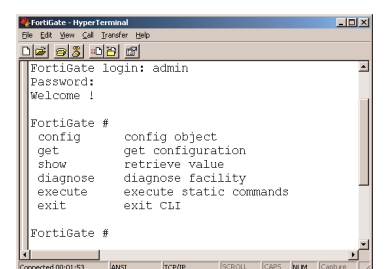 FortiGate - HyperTerminal
File Edit View Call Transfer Help
FortiGate login: admin
Password:
Welcome !
FortiGate #
config config object
get get configuration
show retrieve value
diagnose diagnose facility
execute execute static commands
exit exit CLI
FortiGate #
Connected 00:01:53 ANSI TCP/IP SCROLL CAPS NUM Capture